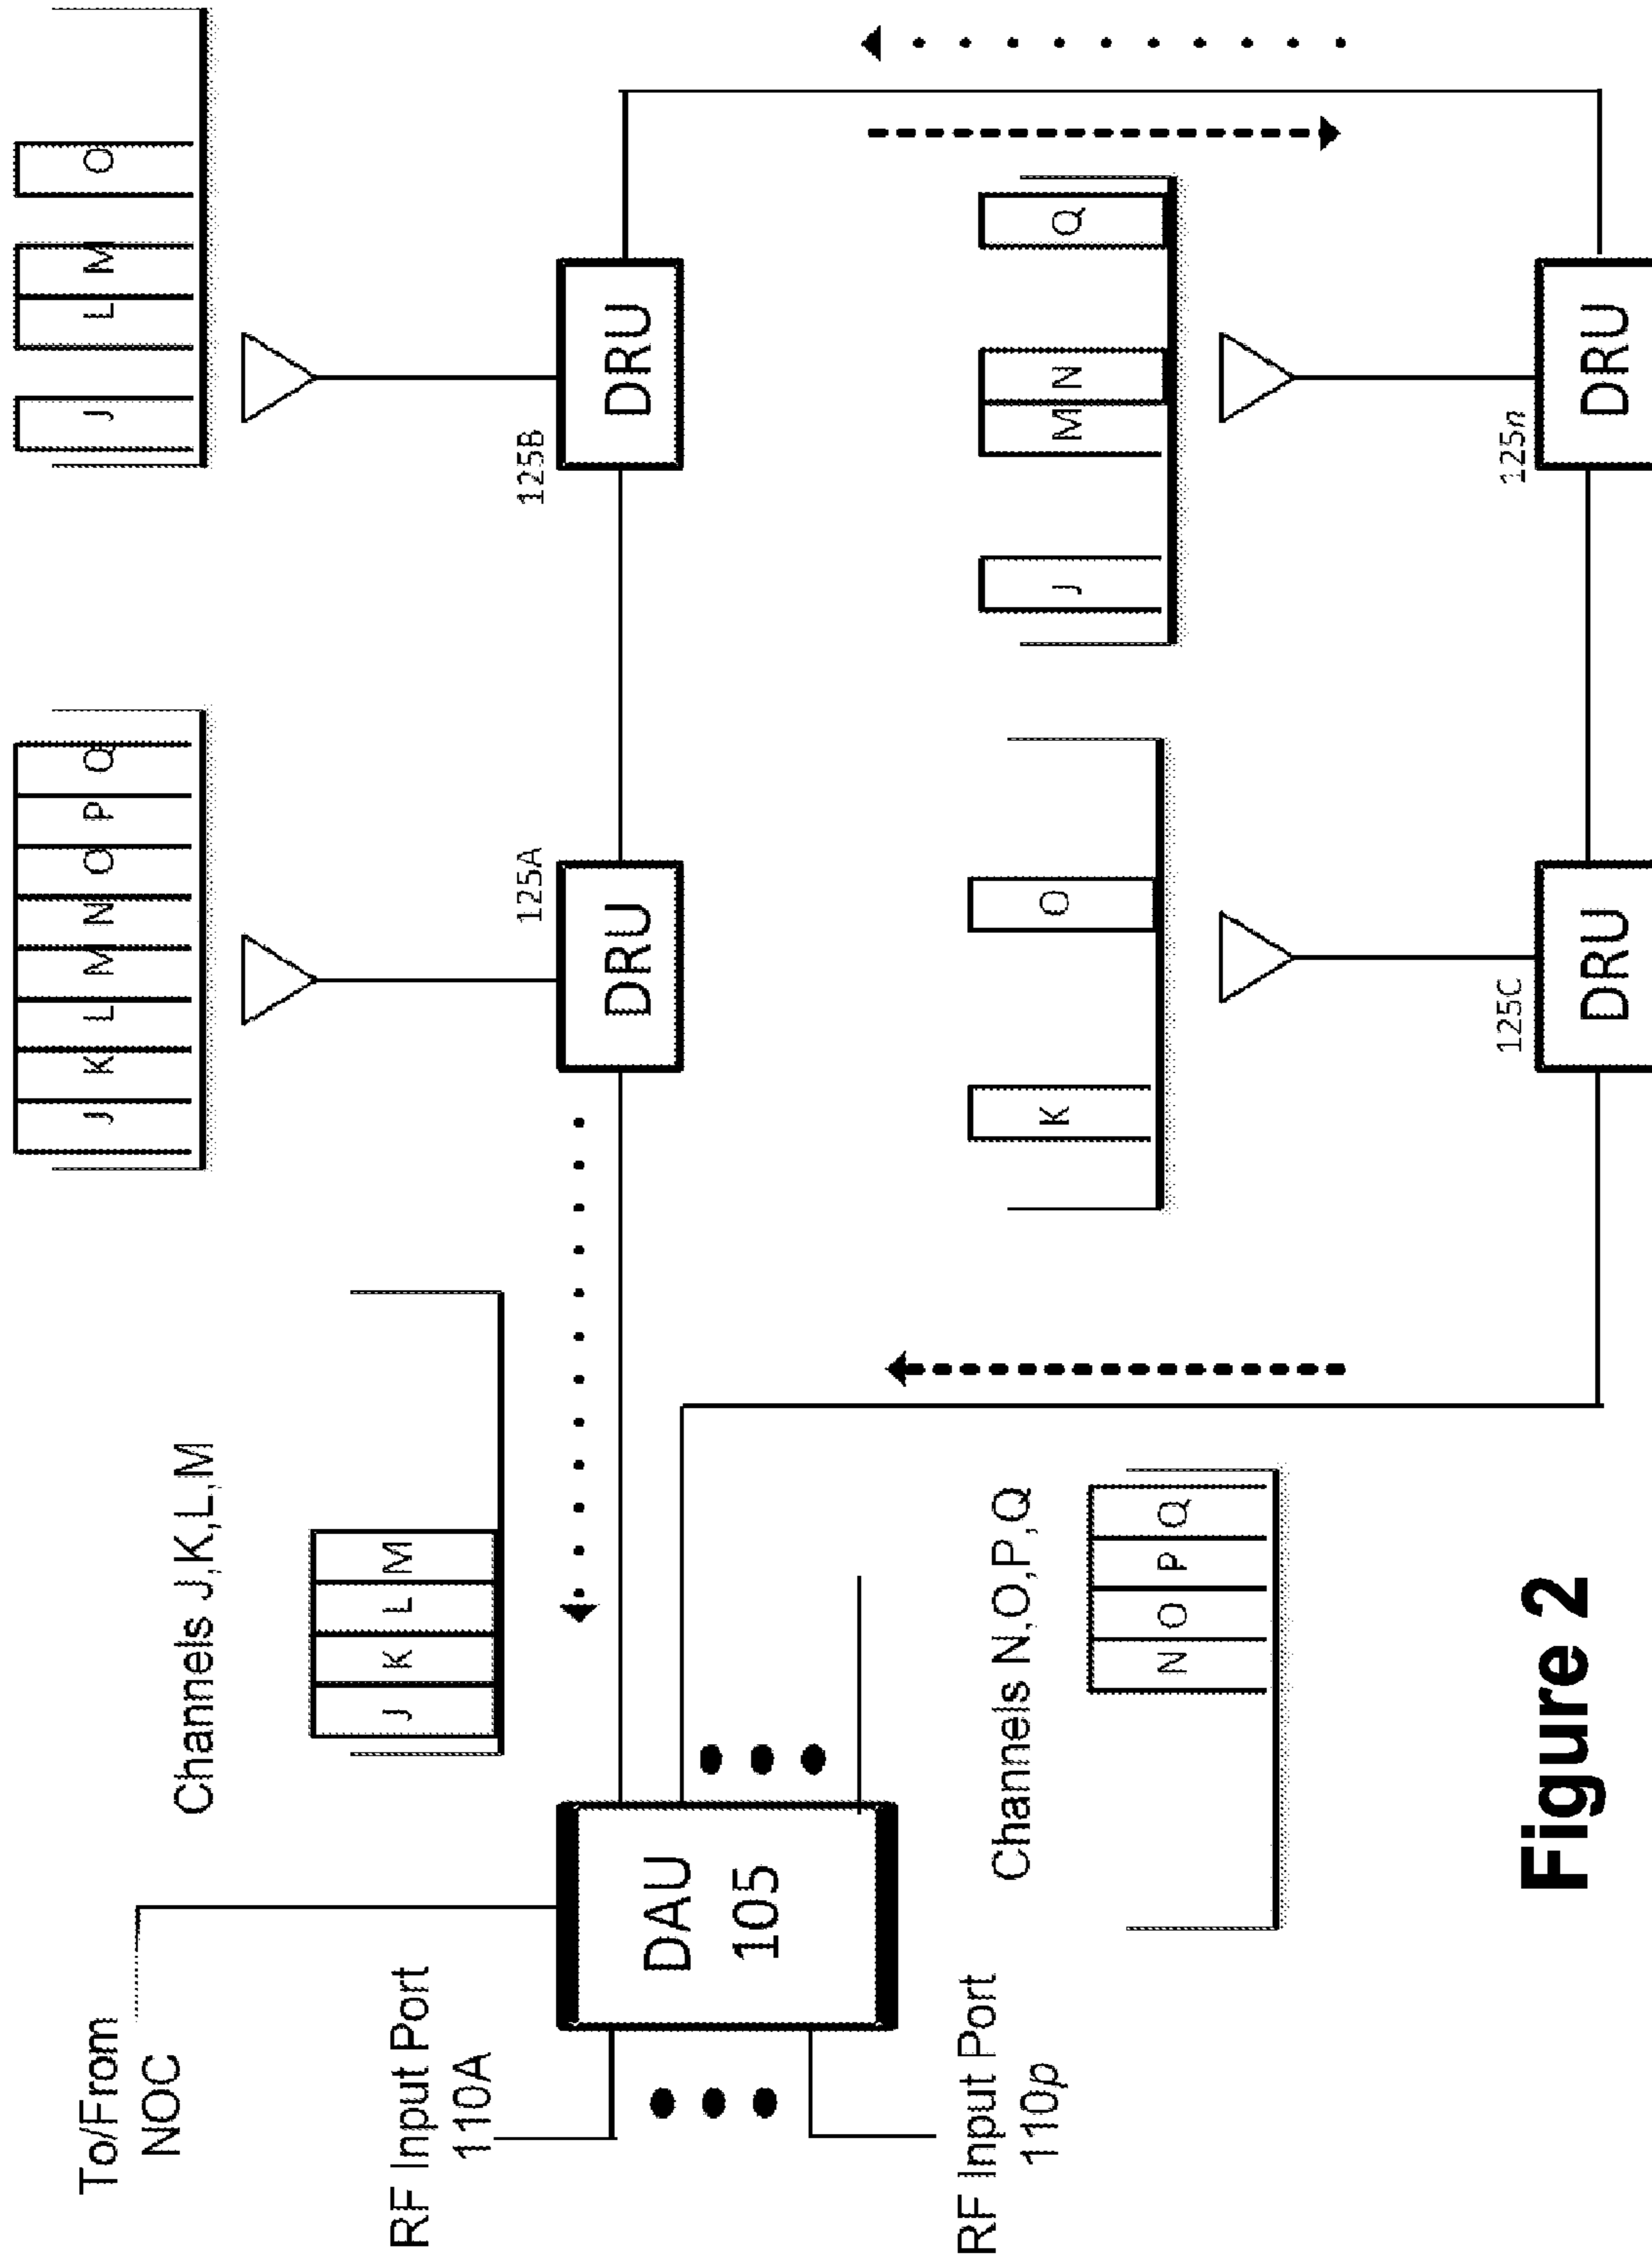 To/From
NOC
Channels J,K,L,M
J K L M
J K L M N O P Q
J L M O
RF Input Port
110A
DAU
105
125A
DRU
125B
DRU
RF Input Port
110p
Channels N,O,P,Q
N O P Q
K O
J M N Q
125C
DRU
125n
DRU
Figure 2